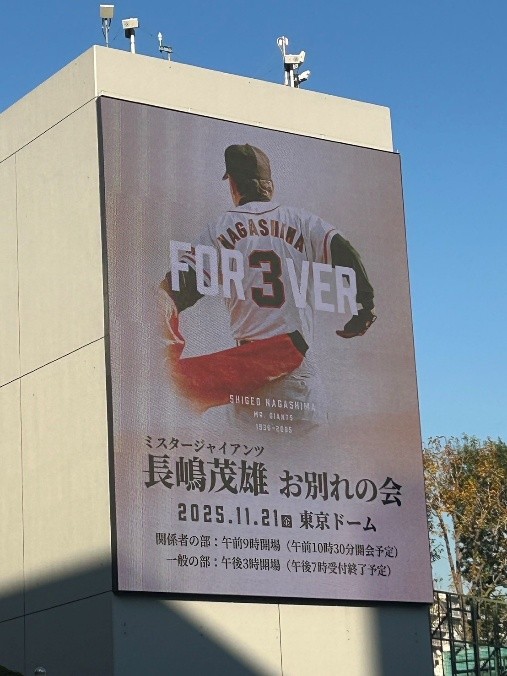 NAGASHIMA
FOR3VER
SHIGEO NAGASHIMA
MR. GIANTS
1936-2025
ミスタージャイアンツ
長嶋茂雄 お別れの会
2025.11.21金 東京ドーム
関係者の部：午前9時開場（午前10時30分開会予定）
一般の部：午後3時開場（午後7時受付終了予定）